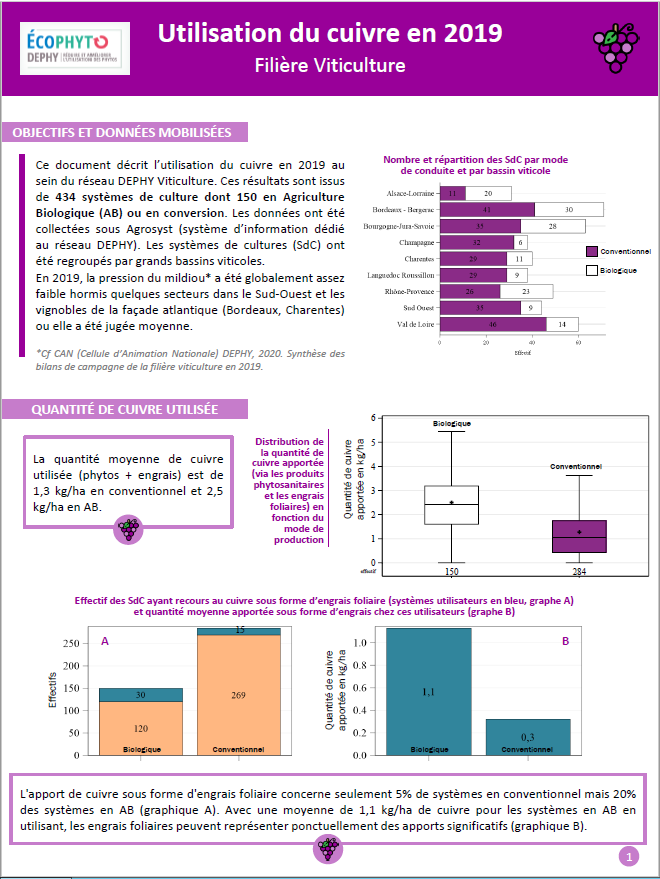 ÉCOPHYTO
DEPHY
RÉDUIRE ET AMÉLIORER
L'UTILISATION DES PHYTOS
Utilisation du cuivre en 2019
Filière Viticulture
OBJECTIFS ET DONNÉES MOBILISÉES
Ce document décrit l'utilisation du cuivre en 2019 au
sein du réseau DEPHY Viticulture. Ces résultats sont issus
de 434 systèmes de culture dont 150 en Agriculture
Biologique (AB) ou en conversion. Les données ont été
collectées sous Agrosyst (système d'information dédié
au réseau DEPHY). Les systèmes de cultures (SdC) ont
été regroupés par grands bassins viticoles.
En 2019, la pression du mildiou* a été globalement assez
faible hormis quelques secteurs dans le Sud-Ouest et les
vignobles de la façade atlantique (Bordeaux, Charentes)
ou elle a été jugée moyenne.
*Cf CAN (Cellule d'Animation Nationale) DEPHY, 2020. Synthèse des
bilans de campagne de la filière viticulture en 2019.
Nombre et répartition des SdC par mode
de conduite et par bassin viticole
Alsace-Lorraine 11 20
Bordeaux - Bergerac 41 30
Bourgogne-Jura-Savoie 35 28
Champagne 32 6
Charentes 29 11
Languedoc Roussillon 29 9
Rhône-Provence 26 23
Sud Ouest 35 9
Val de Loire 46 14
0 20 40 60
Effectif
Conventionnel
Biologique
QUANTITÉ DE CUIVRE UTILISÉE
La quantité moyenne de cuivre
utilisée (phytos + engrais) est de
1,3 kg/ha en conventionnel et 2,5
kg/ha en AB.
Distribution de
la quantité de
cuivre apportée
(via les produits
phytosanitaires
et les engrais
foliaires) en
fonction du
mode de
production
Quantité de cuivre
apportée en kg/ha
6
5
4
3
2
1
0
Biologique
Conventionnel
effectif 150 284
Effectif des SdC ayant recours au cuivre sous forme d'engrais foliaire (systèmes utilisateurs en bleu, graphe A)
et quantité moyenne apportée sous forme d'engrais chez ces utilisateurs (graphe B)
A
Effectifs
250
200
150
100
50
0
30
120
15
269
Biologique
Conventionnel
B
Quantité de cuivre
apportée en kg/ha
1.0
0.8
0.6
0.4
0.2
0
1,1
0,3
Biologique
Conventionnel
L'apport de cuivre sous forme d'engrais foliaire concerne seulement 5% de systèmes en conventionnel mais 20%
des systèmes en AB (graphique A). Avec une moyenne de 1,1 kg/ha de cuivre pour les systèmes en AB en
utilisant, les engrais foliaires peuvent représenter ponctuellement des apports significatifs (graphique B).
1